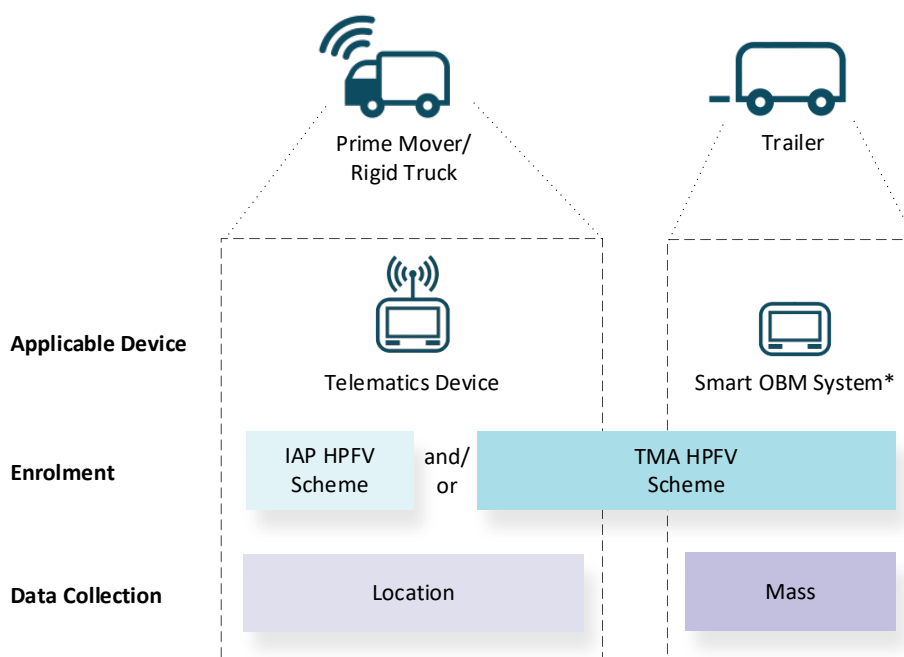 Prime Mover/
Rigid Truck
Trailer
Applicable Device
Telematics Device
Smart OBM System*
Enrolment
IAP HPFV
Scheme
and/
or
TMA HPFV
Scheme
Data Collection
Location
Mass